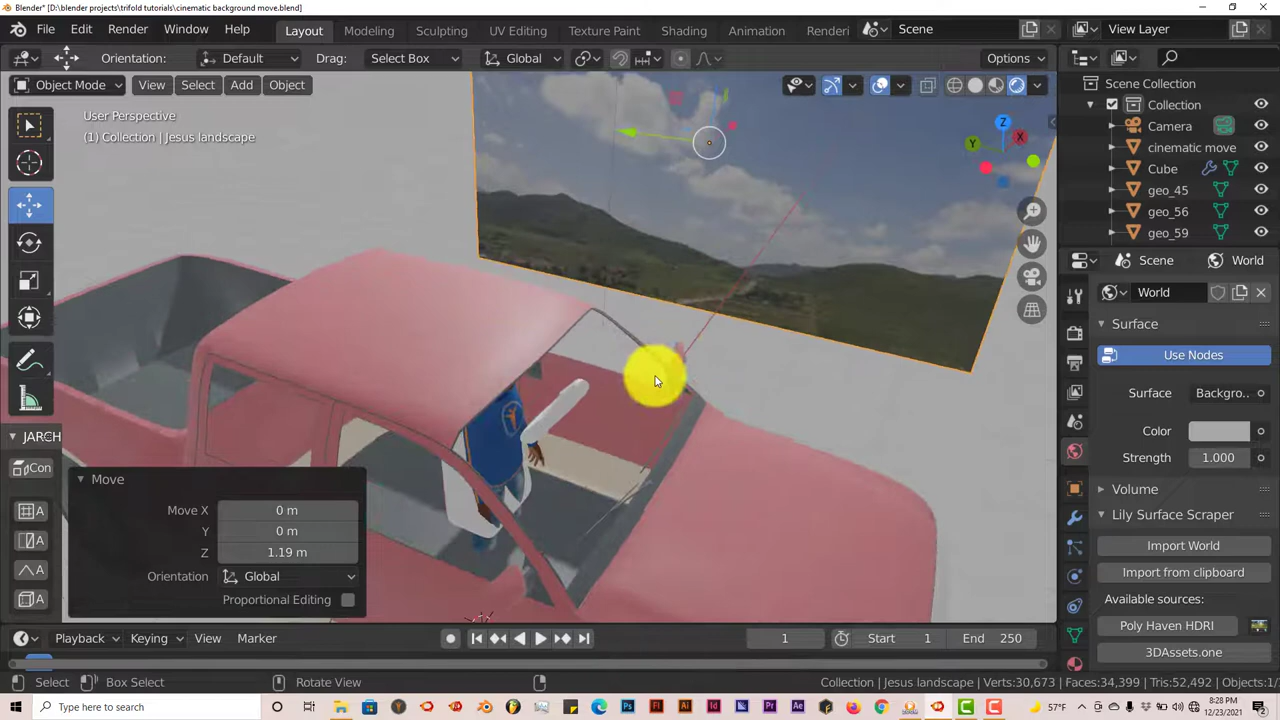 Blender* [D:\blender projects\trifold tutorials\cinematic background move.blend]
File Edit Render Window Help Layout Modeling Sculpting UV Editing Texture Paint Shading Animation Renderi Scene View Layer
Orientation: Default Drag: Select Box Global Options
Object Mode View Select Add Object
User Perspective
(1) Collection | Jesus landscape
Z
X
Y
Scene Collection
Collection
Camera
cinematic move
Cube
geo_45
geo_56
geo_59
Scene World
World
Surface
Use Nodes
Surface Backgro..
Color
Strength 1.000
Volume
Lily Surface Scraper
Import World
Import from clipboard
Available sources:
Poly Haven HDRI
3DAssets.one
JARCH
Con
A
A
A
A
Move
Move X 0 m
Y 0 m
Z 1.19 m
Orientation Global
Proportional Editing
Playback Keying View Marker 1 Start 1 End 250
Select Box Select Rotate View Collection | Jesus landscape Verts:30,673 | Faces:34,399 | Tris:52,492 | Objects:1/
Type here to search 57°F 8:28 PM
12/23/2021